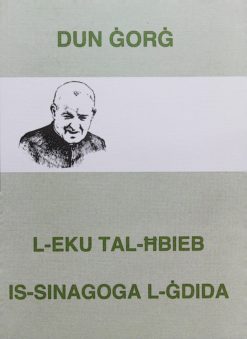 DUN ĠORĠ
L-EKU TAL-ĦBIEB
IS-SINAGOGA L-ĠDIDA